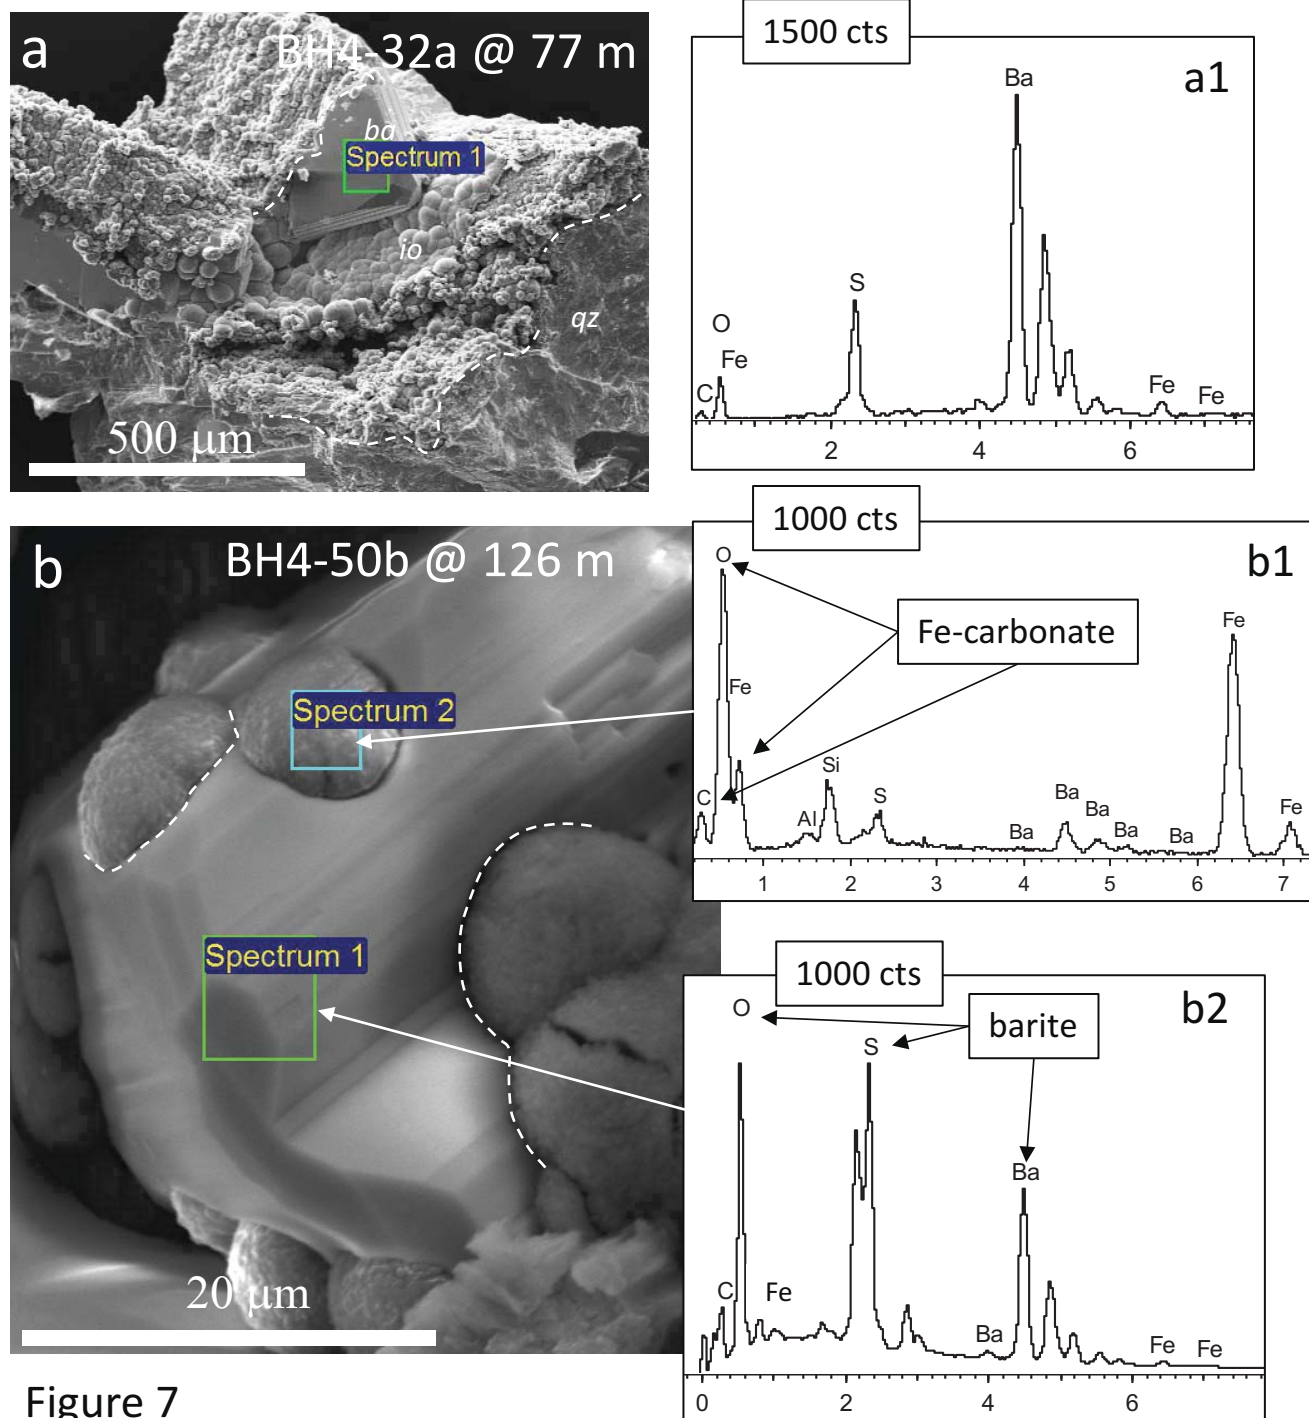 a
BH4-32a @ 77 m
ba
Spectrum 1
io
qz
500 μm
1500 cts
a1
Ba
S
O
Fe
C
Fe
Fe
2
4
6
b
BH4-50b @ 126 m
Spectrum 2
Spectrum 1
20 μm
1000 cts
b1
O
Fe-carbonate
Fe
Fe
Si
C
Al
S
Ba
Ba
Ba
Ba
Ba
Fe
1
2
3
4
5
6
7
1000 cts
b2
O
barite
S
Ba
C
Fe
Ba
Fe
Fe
0
2
4
6
Figure 7